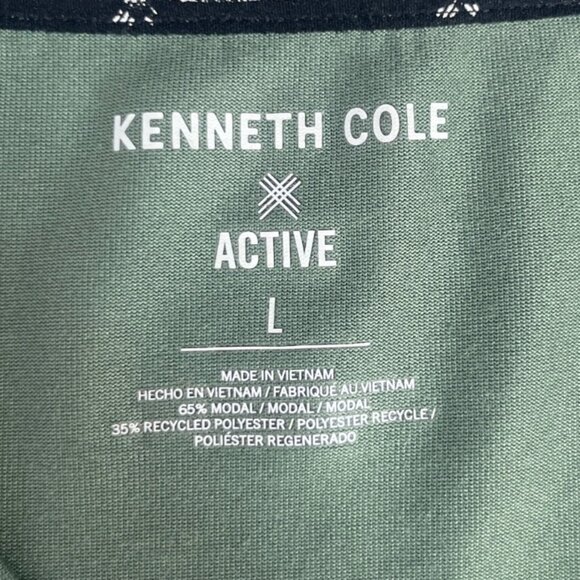 KENNETH COLE
ACTIVE
L
MADE IN VIETNAM
HECHO EN VIETNAM / FABRIQUÉ AU VIETNAM
65% MODAL / MODAL / MODAL
35% RECYCLED POLYESTER / POLYESTER RECYCLE /
POLIÉSTER REGENERADO